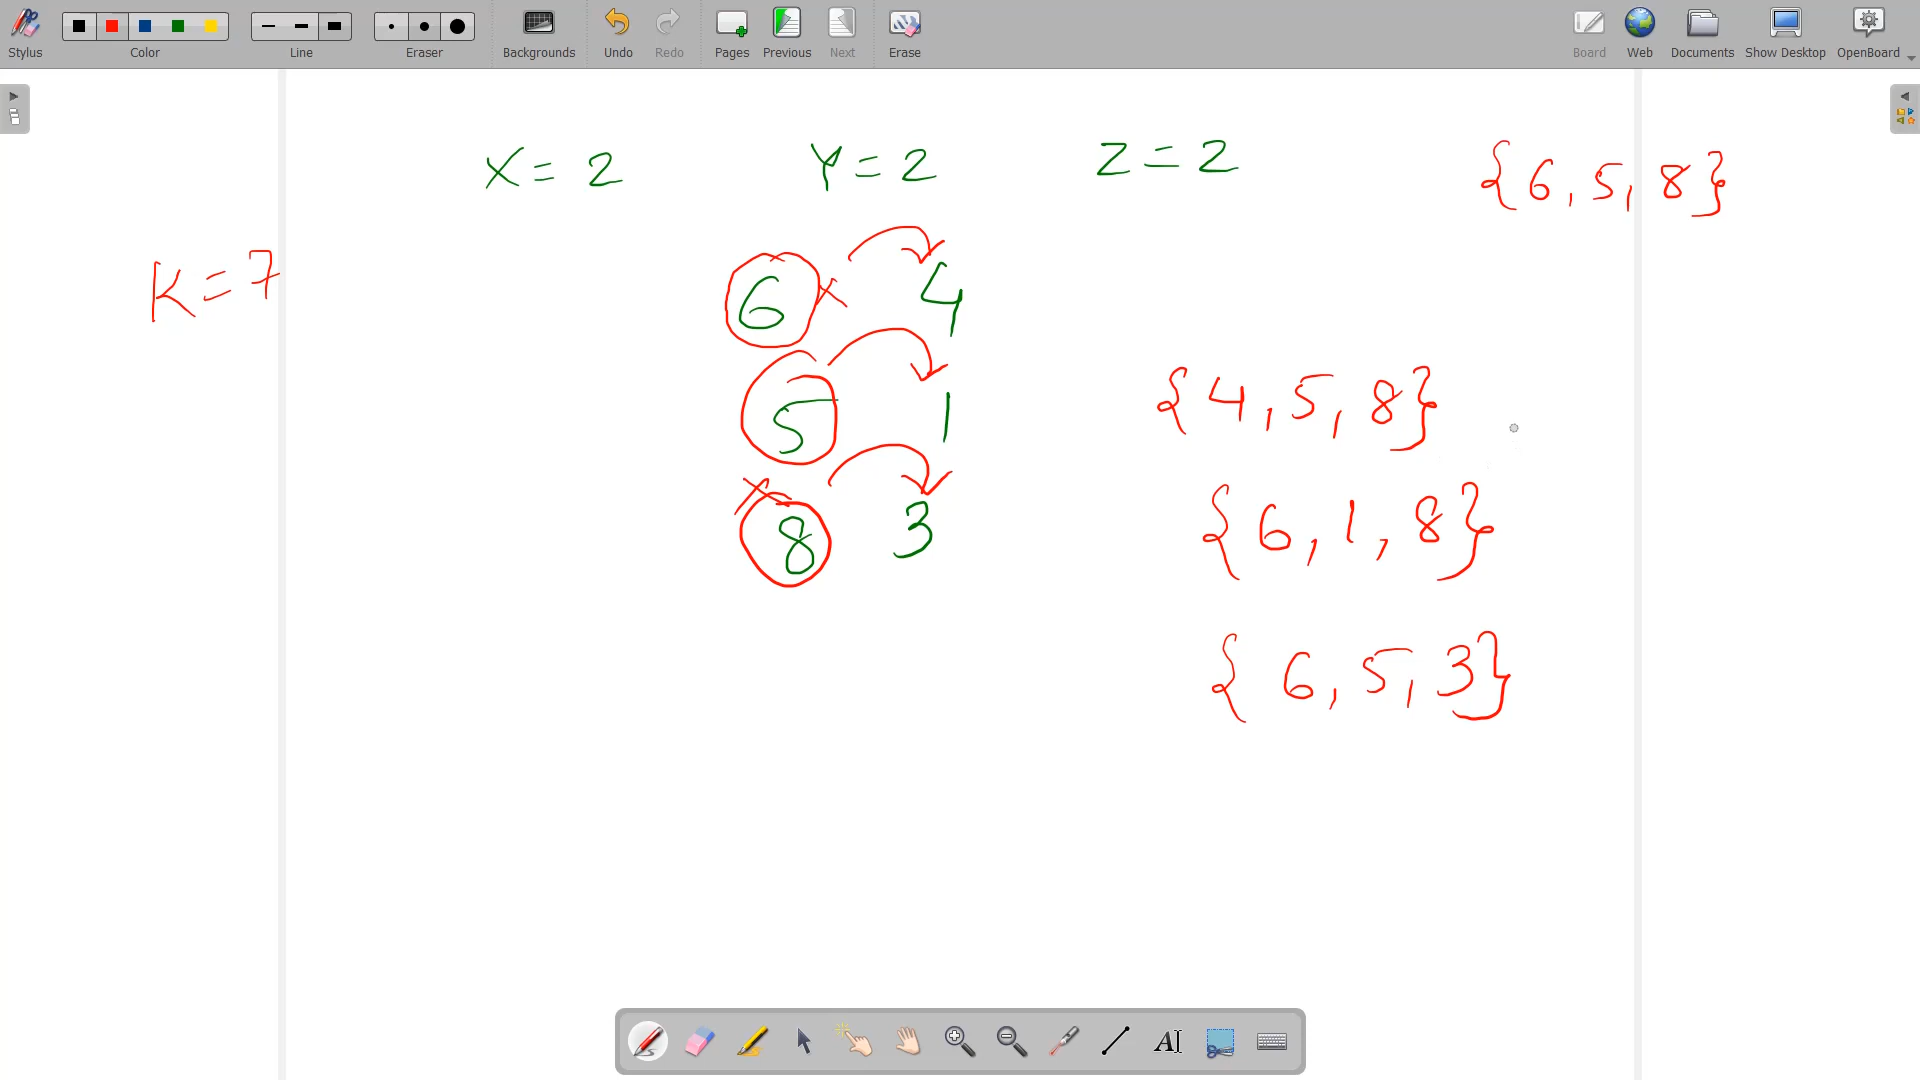 Stylus Color Line Eraser Backgrounds Undo Redo Pages Previous Next Erase Board Web Documents Show Desktop OpenBoard
X = 2 Y = 2 Z = 2 {6, 5, 8}
K = 7
6 x 4
5 1
x 8 3
{4, 5, 8}
{6, 1, 8}
{6, 5, 3}
AI